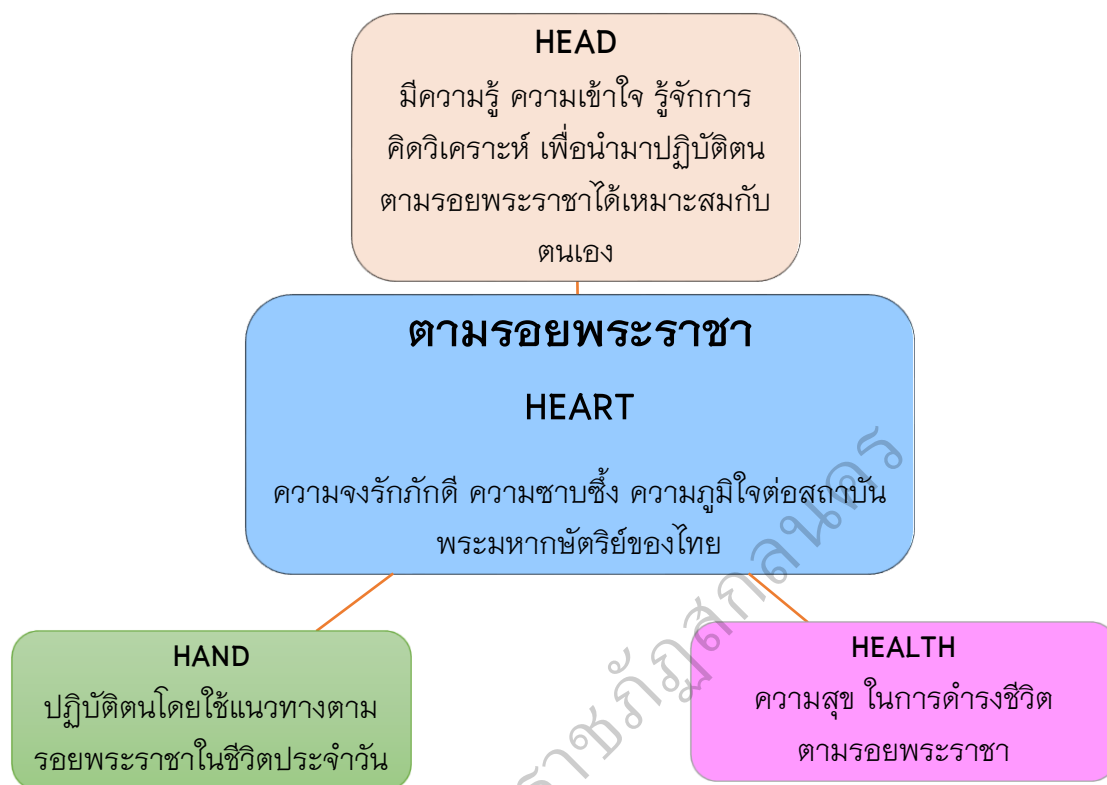 HEAD
มีความรู้ ความเข้าใจ รู้จักการ
คิดวิเคราะห์ เพื่อนำมาปฏิบัติตน
ตามรอยพระราชาได้เหมาะสมกับ
ตนเอง
ตามรอยพระราชา
HEART
ความจงรักภักดี ความซาบซึ้ง ความภูมิใจต่อสถาบัน
พระมหากษัตริย์ของไทย
HAND
ปฏิบัติตนโดยใช้แนวทางตาม
รอยพระราชาในชีวิตประจำวัน
HEALTH
ความสุข ในการดำรงชีวิต
ตามรอยพระราชา
ราชภัฏสกลนคร